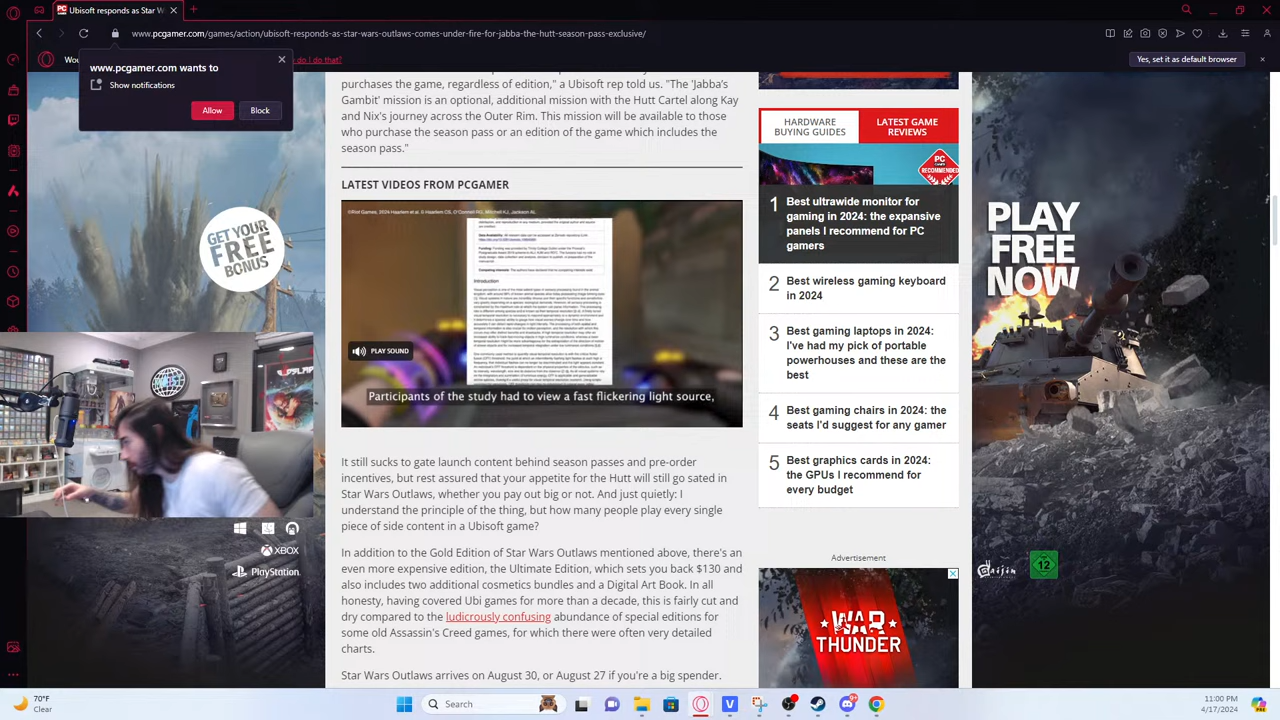 Ubisoft responds as Star W
www.pcgamer.com/games/action/ubisoft-responds-as-star-wars-outlaws-comes-under-fire-for-jabba-the-hutt-season-pass-exclusive/
Wou
do I do that?
Yes, set it as default browser
www.pcgamer.com wants to
Show notifications
Allow
Block
purchases the game, regardless of edition," a Ubisoft rep told us. "The 'Jabba's
Gambit' mission is an optional, additional mission with the Hutt Cartel along Kay
and Nix's journey across the Outer Rim. This mission will be available to those
who purchase the season pass or an edition of the game which includes the
season pass."
LATEST VIDEOS FROM PCGAMER
Introduction
PLAY SOUND
Participants of the study had to view a fast flickering light source,
It still sucks to gate launch content behind season passes and pre-order
incentives, but rest assured that your appetite for the Hutt will still go sated in
Star Wars Outlaws, whether you pay out big or not. And just quietly: I
understand the principle of the thing, but how many people play every single
piece of side content in a Ubisoft game?
In addition to the Gold Edition of Star Wars Outlaws mentioned above, there's an
even more expensive edition, the Ultimate Edition, which sets you back $130 and
also includes two additional cosmetics bundles and a Digital Art Book. In all
honesty, having covered Ubi games for more than a decade, this is fairly cut and
dry compared to the ludicrously confusing abundance of special editions for
some old Assassin's Creed games, for which there were often very detailed
charts.
Star Wars Outlaws arrives on August 30, or August 27 if you're a big spender.
HARDWARE
BUYING GUIDES
LATEST GAME
REVIEWS
PC GAMER
RECOMMENDED
1 Best ultrawide monitor for
gaming in 2024: the expansive
panels I recommend for PC
gamers
2 Best wireless gaming keyboard
in 2024
3 Best gaming laptops in 2024:
I've had my pick of portable
powerhouses and these are the
best
4 Best gaming chairs in 2024: the
seats I'd suggest for any gamer
5 Best graphics cards in 2024:
the GPUs I recommend for
every budget
Advertisement
WAR
THUNDER
GET YOUR
FREE
BONUS
XBOX
PlayStation
PLAY
FREE
NOW
Gaijin
12
70°F
Clear
Search
11:00 PM
4/17/2024